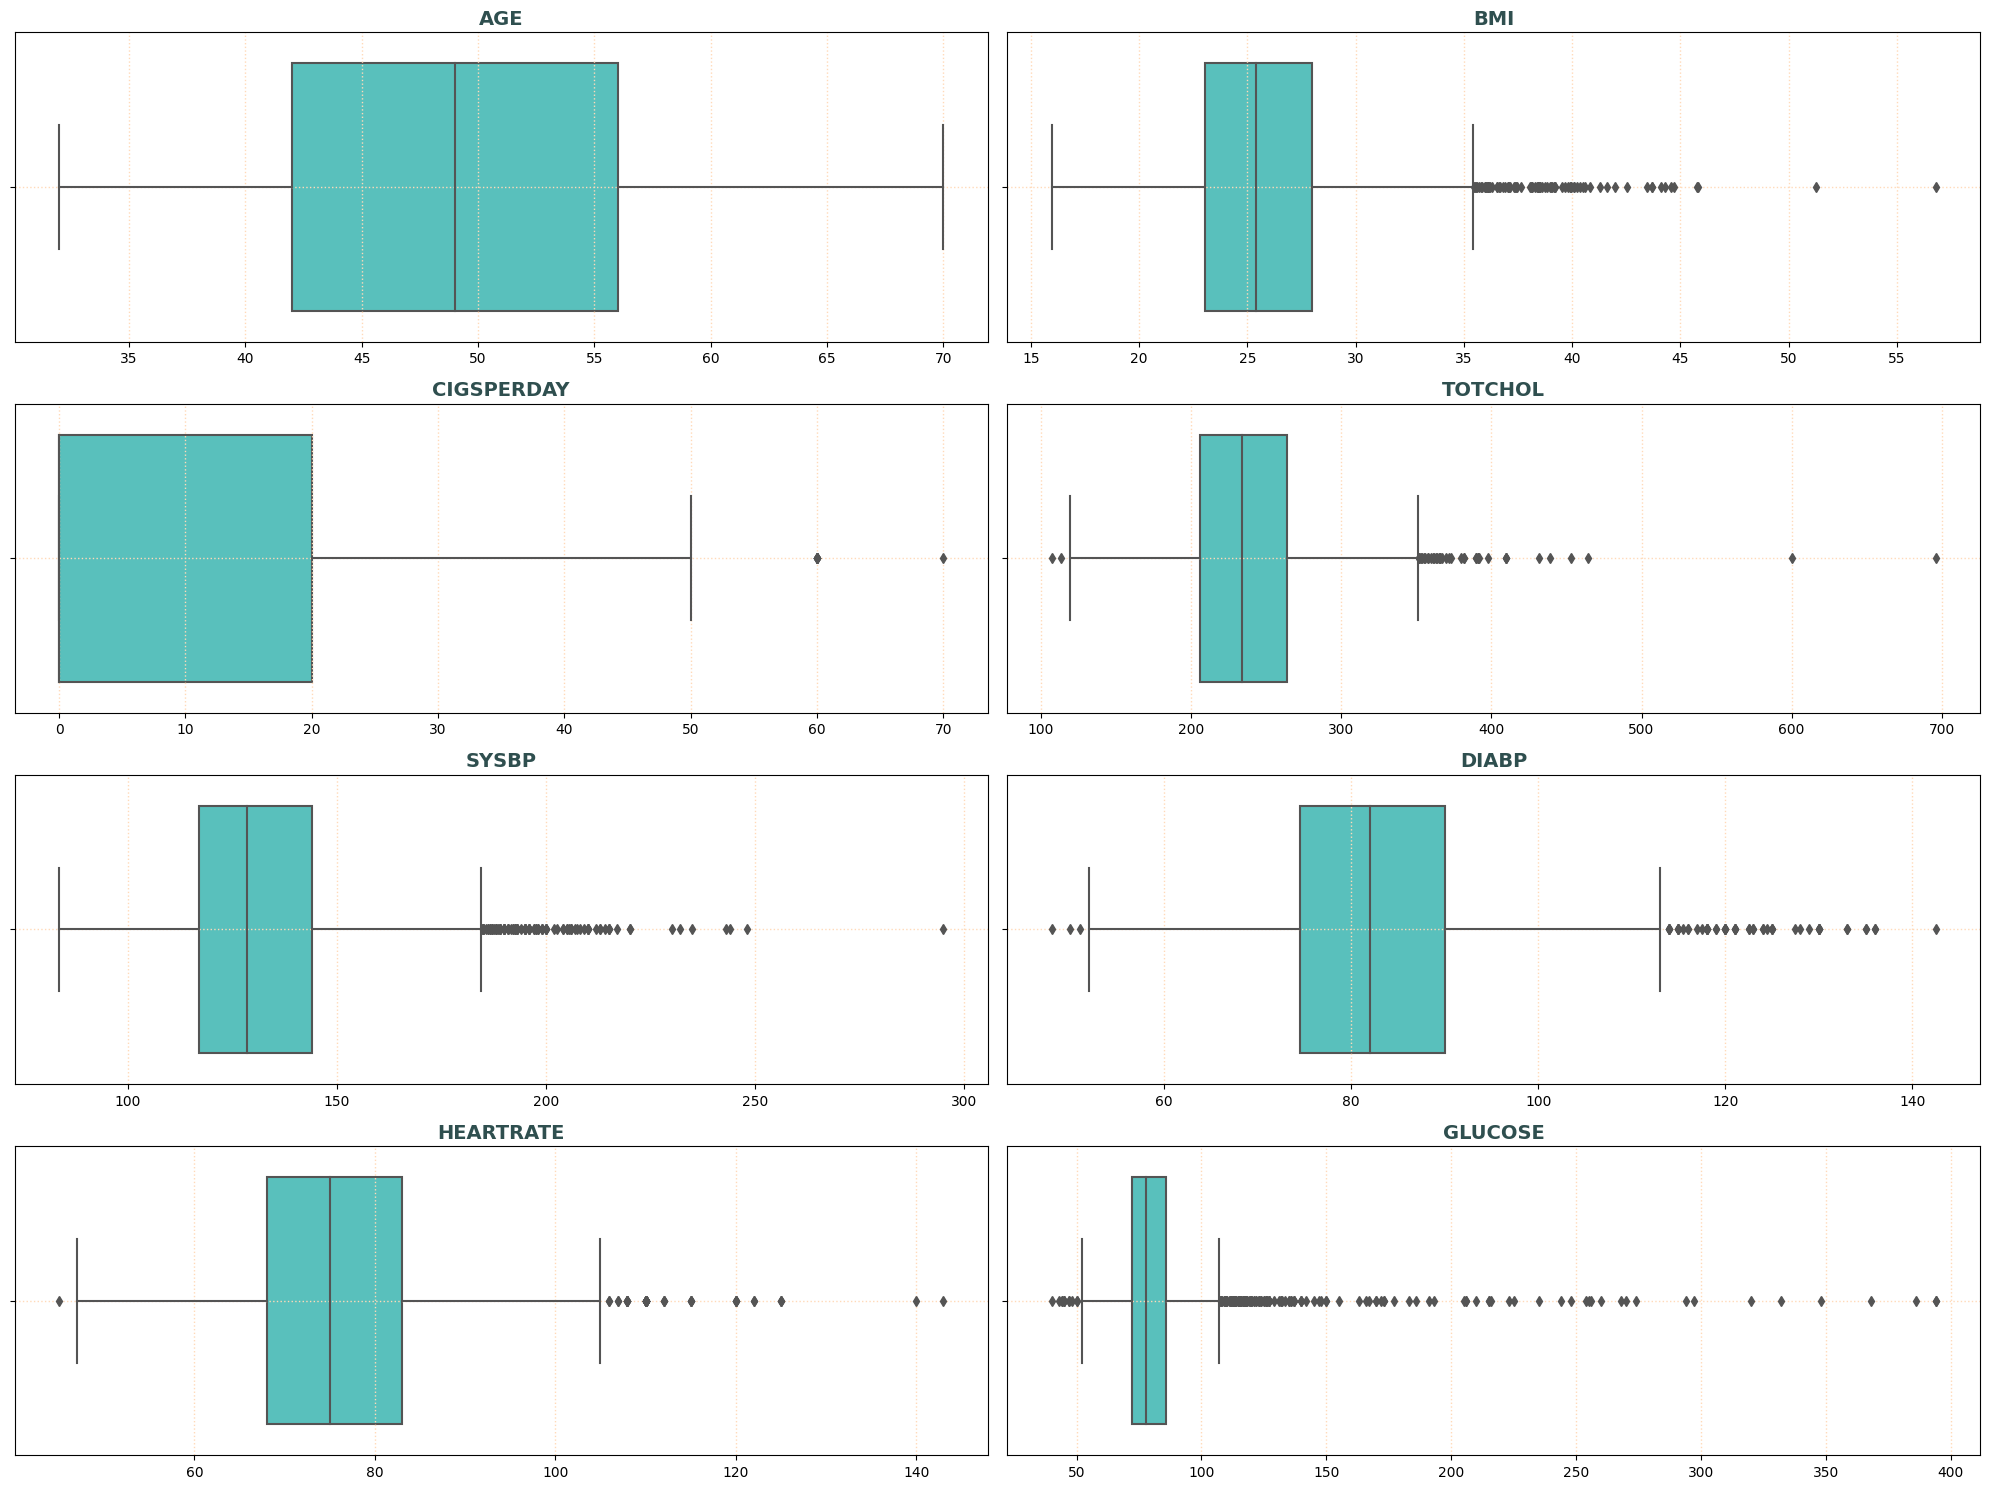 AGE
35 40 45 50 55 60 65 70
BMI
15 20 25 30 35 40 45 50 55
CIGSPERDAY
0 10 20 30 40 50 60 70
TOTCHOL
100 200 300 400 500 600 700
SYSBP
100 150 200 250 300
DIABP
60 80 100 120 140
HEARTRATE
60 80 100 120 140
GLUCOSE
50 100 150 200 250 300 350 400